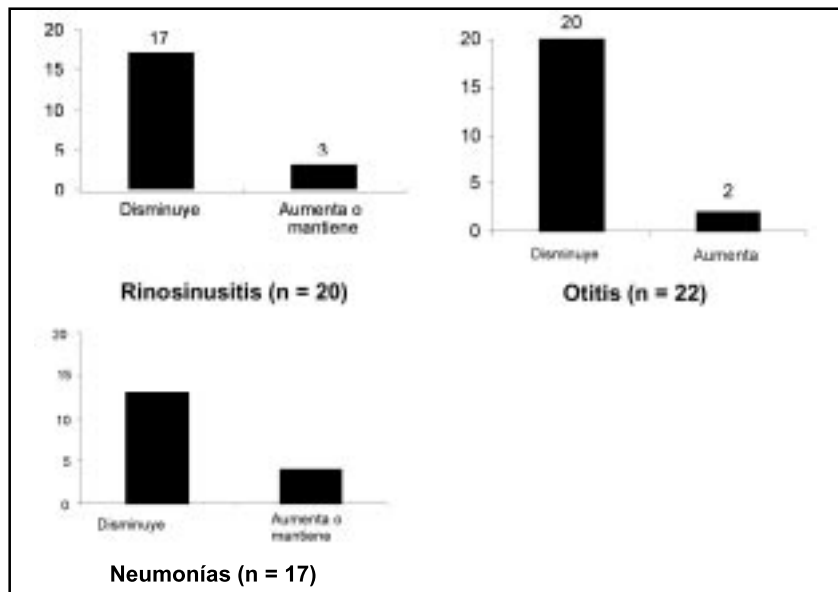 20
15
10
5
0
17
3
Disminuye
Aumenta o
mantiene
Rinosinusitis (n = 20)
20
15
10
5
0
20
2
Disminuye
Aumenta
Otitis (n = 22)
20
15
10
5
0
Disminuye
Aumenta o
mantiene
Neumonías (n = 17)